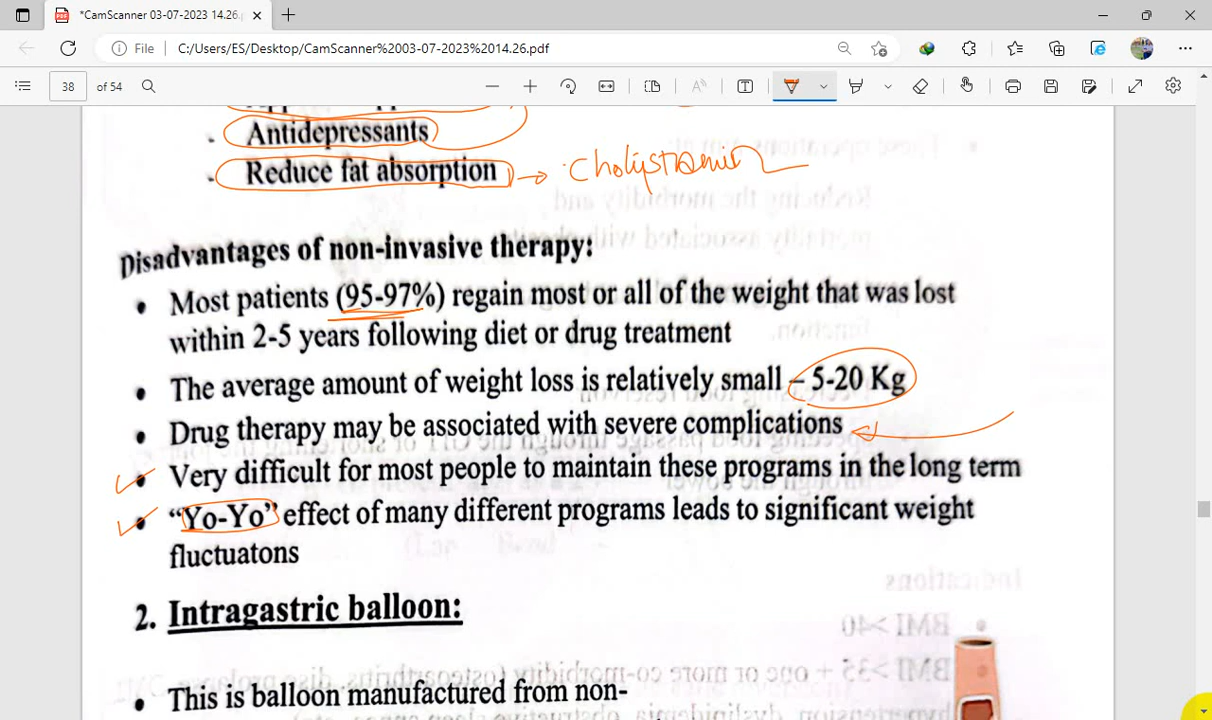 *CamScanner 03-07-2023 14.26.p
File
C:/Users/ES/Desktop/CamScanner%2003-07-2023%2014.26.pdf
38 of 54
Antidepressants
Reduce fat absorption
Disadvantages of non-invasive therapy:
• Most patients (95-97%) regain most or all of the weight that was lost
within 2-5 years following diet or drug treatment
• The average amount of weight loss is relatively small – 5-20 Kg
• Drug therapy may be associated with severe complications
• Very difficult for most people to maintain these programs in the long term
• “Yo-Yo” effect of many different programs leads to significant weight
fluctuatons
2. Intragastric balloon:
• This is balloon manufactured from non-